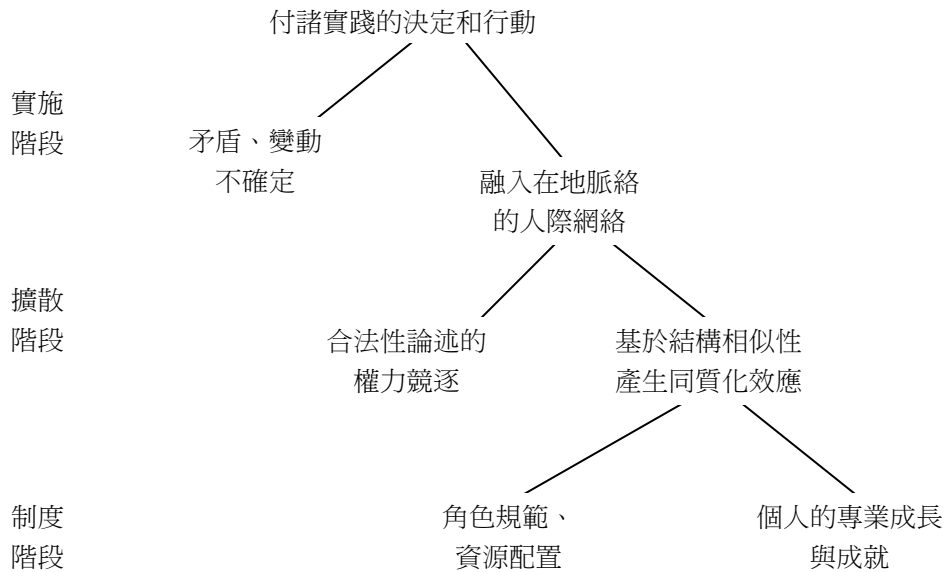 付諸實踐的決定和行動
實施
階段
矛盾、變動
不確定
融入在地脈絡
的人際網絡
擴散
階段
合法性論述的
權力競逐
基於結構相似性
產生同質化效應
制度
階段
角色規範、
資源配置
個人的專業成長
與成就